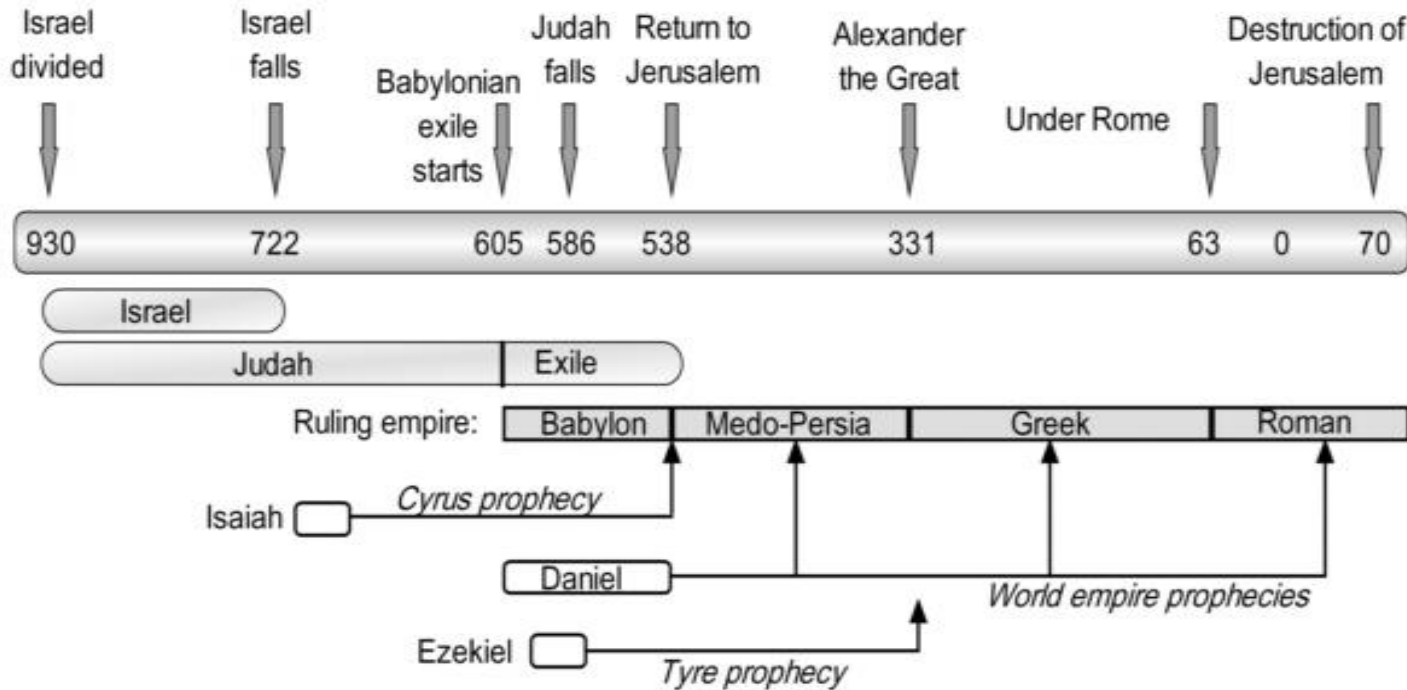 Israel
divided
Israel
falls
Babylonian
exile
starts
Judah
falls
Return to
Jerusalem
Alexander
the Great
Under Rome
Destruction of
Jerusalem
930 722 605 586 538 331 63 0 70
Israel
Judah Exile
Ruling empire: Babylon Medo-Persia Greek Roman
Isaiah Cyrus prophecy
Daniel World empire prophecies
Ezekiel Tyre prophecy